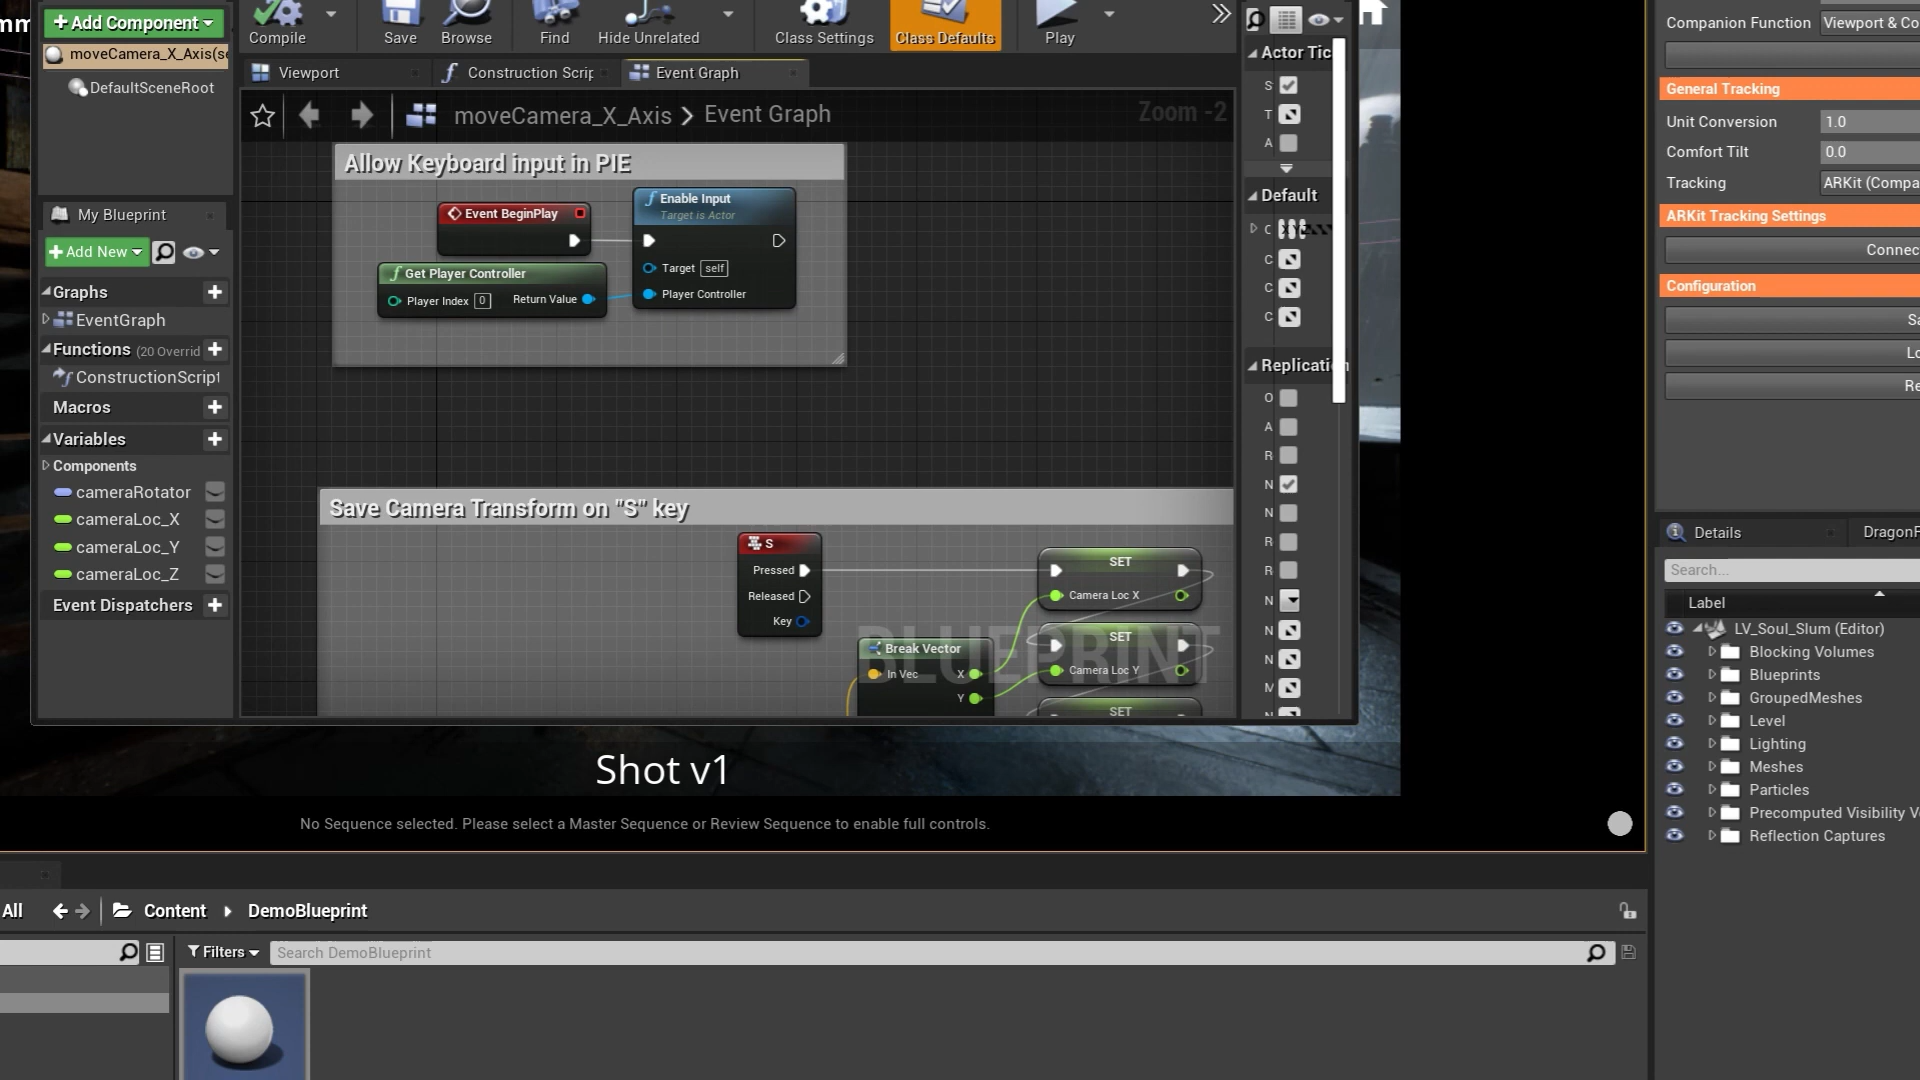 Add Component
moveCamera_X_Axis(se
DefaultSceneRoot
My Blueprint
Add New
Graphs
EventGraph
Functions (20 Overrid
ConstructionScript
Macros
Variables
Components
cameraRotator
cameraLoc_X
cameraLoc_Y
cameraLoc_Z
Event Dispatchers
Compile
Save
Browse
Find
Hide Unrelated
Class Settings
Class Defaults
Play
Viewport
Construction Scrip
Event Graph
moveCamera_X_Axis > Event Graph
Zoom -2
Allow Keyboard input in PIE
Event BeginPlay
Enable Input
Target is Actor
Target self
Player Controller
Get Player Controller
Player Index 0
Return Value
Save Camera Transform on "S" key
S
Pressed
Released
Key
SET
Camera Loc X
SET
Camera Loc Y
SET
Break Vector
In Vec
X
Y
BLUEPRINT
Actor Tic
S
T
A
Default
C
C
C
C
Replication
O
A
R
N
N
R
R
N
N
N
M
Companion Function
Viewport & Co
General Tracking
Unit Conversion
1.0
Comfort Tilt
0.0
Tracking
ARKit (Compa
ARKit Tracking Settings
Connec
Configuration
Sa
Lo
Re
Details
DragonF
Search...
Label
LV_Soul_Slum (Editor)
Blocking Volumes
Blueprints
GroupedMeshes
Level
Lighting
Meshes
Particles
Precomputed Visibility V
Reflection Captures
Shot v1
No Sequence selected. Please select a Master Sequence or Review Sequence to enable full controls.
All
Content
DemoBlueprint
Filters
Search DemoBlueprint